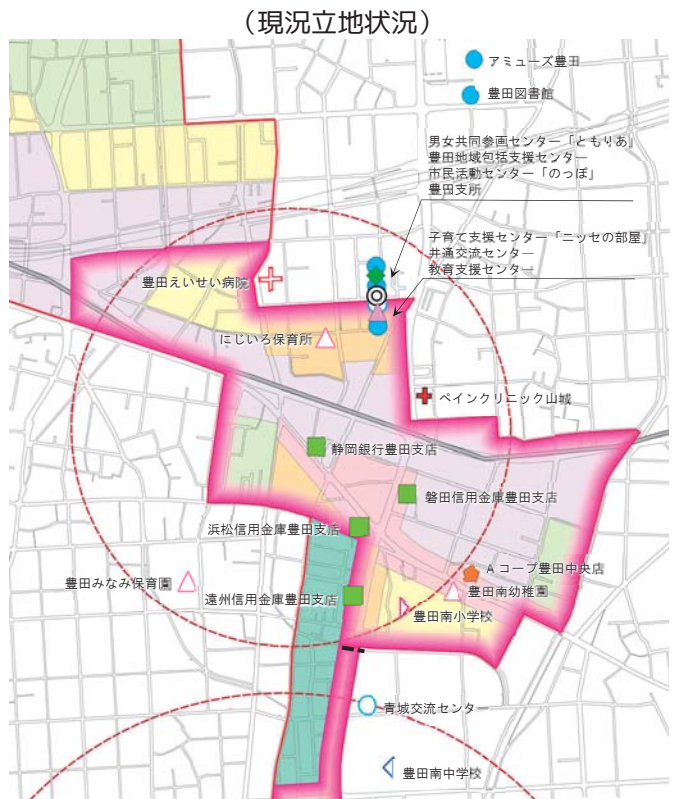 （現況立地状況）
アミューズ豊田
豊田図書館
男女共同参画センター「ともりあ」
豊田地域包括支援センター
市民活動センター「のっぽ」
豊田支所
子育て支援センター「ニッセの部屋」
井通交流センター
教育支援センター
豊田えいせい病院
にじいろ保育所
ペインクリニック山城
静岡銀行豊田支店
磐田信用金庫豊田支店
浜松信用金庫豊田支店
Aコープ豊田中央店
豊田みなみ保育園
豊田南幼稚園
遠州信用金庫豊田支店
豊田南小学校
青城交流センター
豊田南中学校